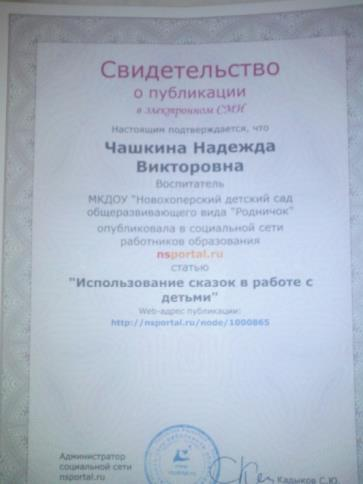 Свидетельство
о публикации
в электронном СМИ
Настоящим подтверждается, что
Чашкина Надежда
Викторовна
Воспитатель
МКДОУ "Новохоперский детский сад
общеразвивающего вида "Родничок"
опубликовала в социальной сети
работников образования
nsportal.ru
статью
"Использование сказок в работе с
детьми"
Web-адрес публикации:
http://nsportal.ru/node/1000865
Администратор
социальной сети
nsportal.ru
Кадыков С.Ю.